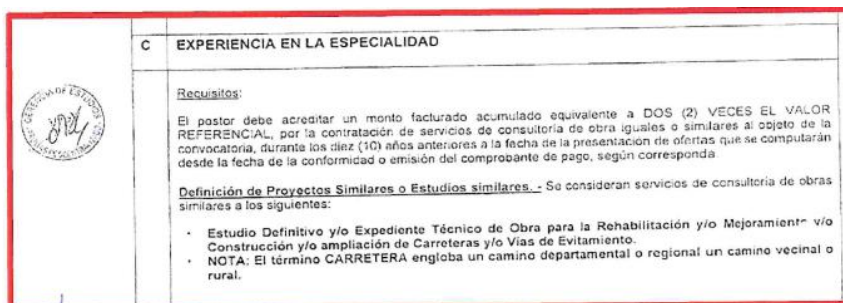 C EXPERIENCIA EN LA ESPECIALIDAD
Requisitos:
El postor debe acreditar un monto facturado acumulado equivalente a DOS (2) VECES EL VALOR
REFERENCIAL, por la contratación de servicios de consultoría de obra iguales o similares al objeto de la
convocatoria, durante los diez (10) años anteriores a la fecha de la presentación de ofertas que se computarán
desde la fecha de la conformidad o emisión del comprobante de pago, según corresponda
Definición de Proyectos Similares o Estudios similares. - Se consideran servicios de consultoría de obras
similares a los siguientes:
· Estudio Definitivo y/o Expediente Técnico de Obra para la Rehabilitación y/o Mejoramiento y/o
Construcción y/o ampliación de Carreteras y/o Vías de Evitamiento.
· NOTA: El término CARRETERA engloba un camino departamental o regional un camino vecinal o
rural.
GERENCIA DE ESTUDIOS